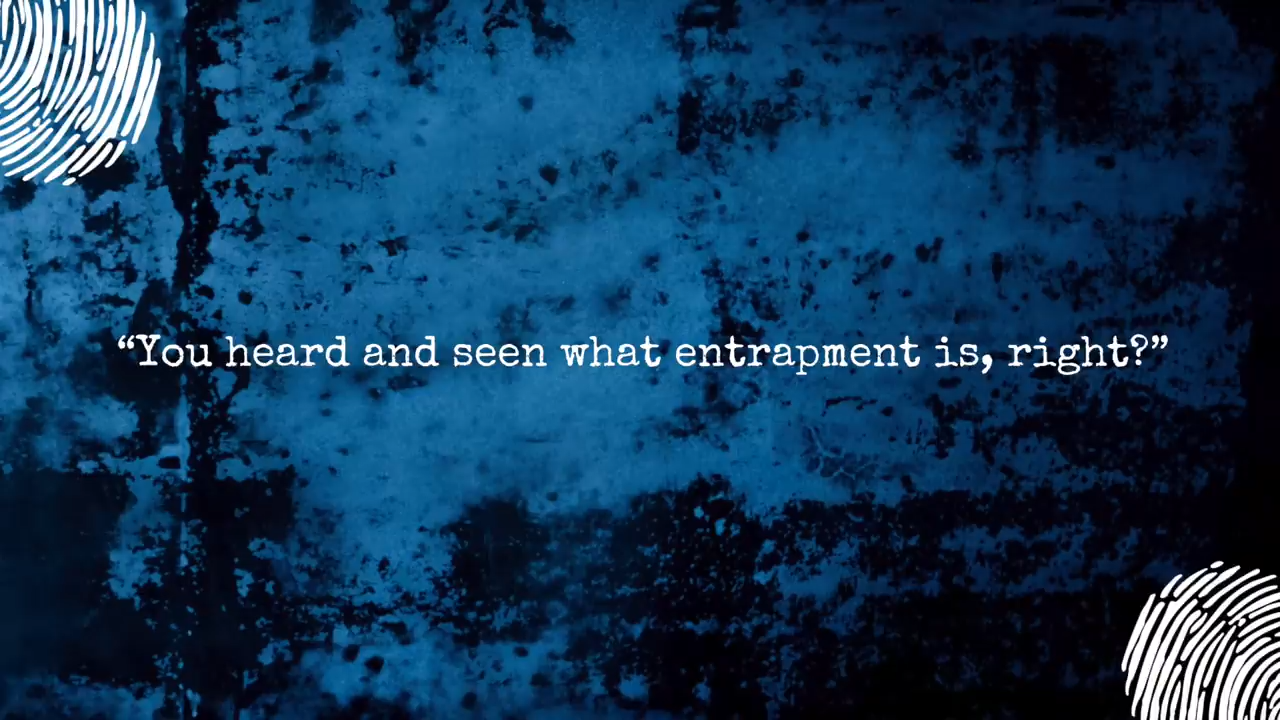 “You heard and seen what entrapment is, right?”